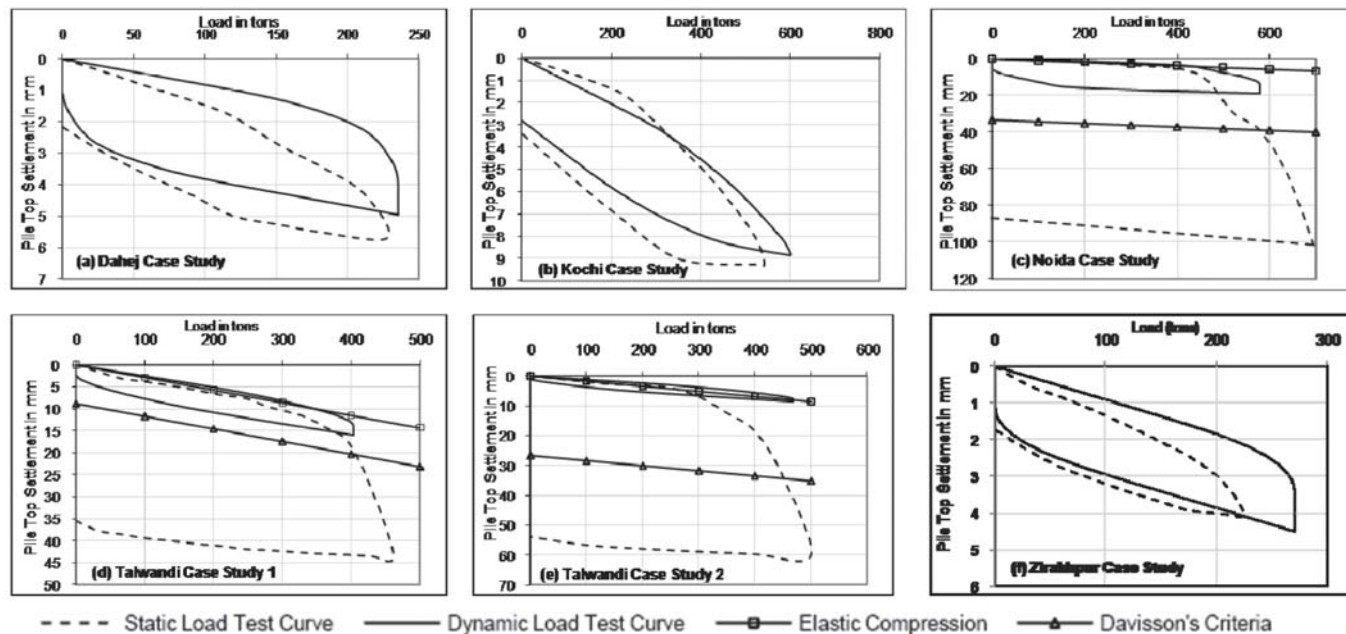 Load in tons
0 50 100 150 200 250
0
1
2
3
4
5
6
7
Pile Top Settlement in mm
(a) Dahej Case Study
Load in tons
0 200 400 600 800
0
1
2
3
4
5
6
7
8
9
10
Pile Top Settlement in mm
(b) Kochi Case Study
Load in tons
0 200 400 600
0
20
40
60
80
100
120
Pile Top Settlement in mm
(c) Noida Case Study
Load in tons
0 100 200 300 400 500
0
5
10
15
20
25
30
35
40
45
50
Pile Top Settlement in mm
(d) Talwandi Case Study 1
Load in tons
0 100 200 300 400 500 600
0
10
20
30
40
50
60
70
Pile Top Settlement in mm
(e) Talwandi Case Study 2
Load (tons)
0 100 200 300
0
1
2
3
4
5
6
Pile Top Settlement in mm
(f) Zirakhpur Case Study
Static Load Test Curve Dynamic Load Test Curve Elastic Compression Davisson's Criteria